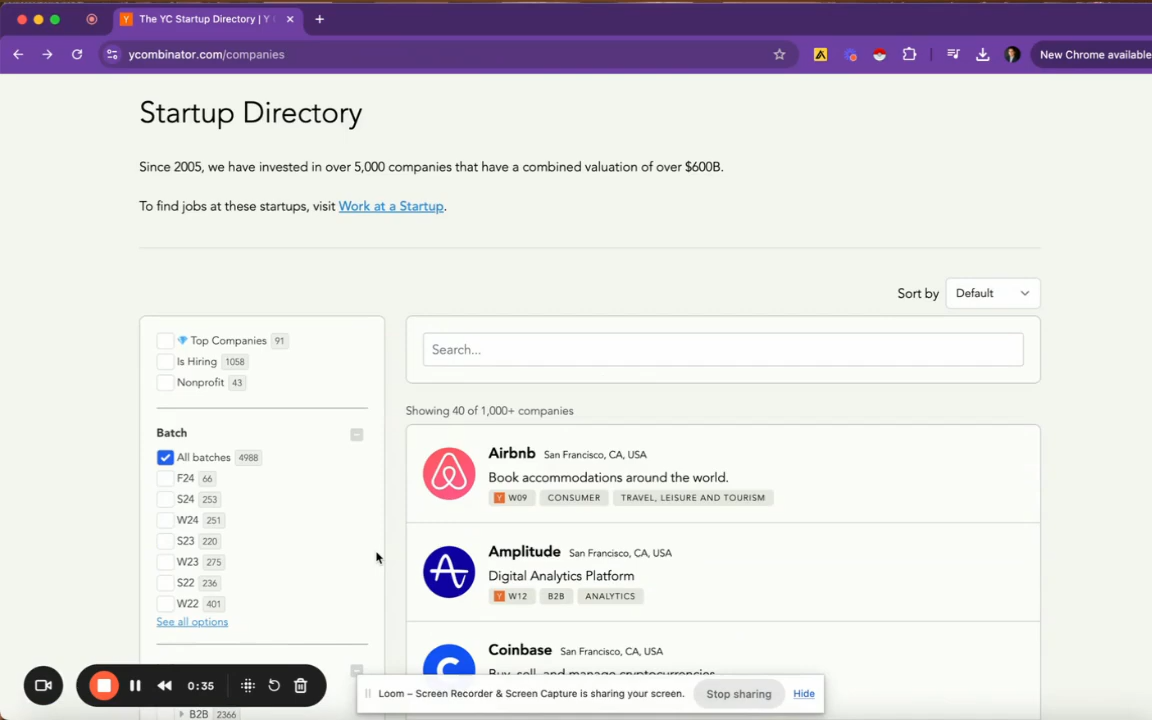 The YC Startup Directory | Y
ycombinator.com/companies
New Chrome available
Startup Directory
Since 2005, we have invested in over 5,000 companies that have a combined valuation of over $600B.
To find jobs at these startups, visit Work at a Startup.
Sort by Default
Top Companies 91
Is Hiring 1058
Nonprofit 43
Batch
All batches 4988
F24 66
S24 253
W24 251
S23 220
W23 275
S22 236
W22 401
See all options
B2B 2366
Search...
Showing 40 of 1,000+ companies
Airbnb San Francisco, CA, USA
Book accommodations around the world.
Y W09 CONSUMER TRAVEL, LEISURE AND TOURISM
Amplitude San Francisco, CA, USA
Digital Analytics Platform
Y W12 B2B ANALYTICS
Coinbase San Francisco, CA, USA
Buy, sell, and manage cryptocurrencies.
0:35
Loom – Screen Recorder & Screen Capture is sharing your screen. Stop sharing Hide